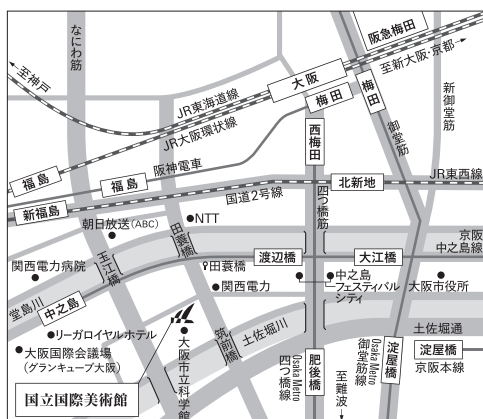 なにわ筋
至神戸
JR東海道線
JR大阪環状線
阪神電車
大阪
梅田
阪急梅田
至新大阪・京都
梅田
御堂筋
新御堂筋
西梅田
四つ橋筋
福島
福島
新福島
国道2号線
北新地
JR東西線
朝日放送(ABC)
NTT
田蓑橋
玉江橋
関西電力病院
堂島川
中之島
田蓑橋
関西電力
渡辺橋
大江橋
京阪
中之島線
中之島
フェスティバル
シティ
大阪市役所
リーガロイヤルホテル
大阪国際会議場
(グランキューブ大阪)
大阪市立科学館
筑前橋
土佐堀川
土佐堀通
国立国際美術館
肥後橋
Osaka Metro
四つ橋線
至難波
Osaka Metro
御堂筋線
淀屋橋
淀屋橋
京阪本線